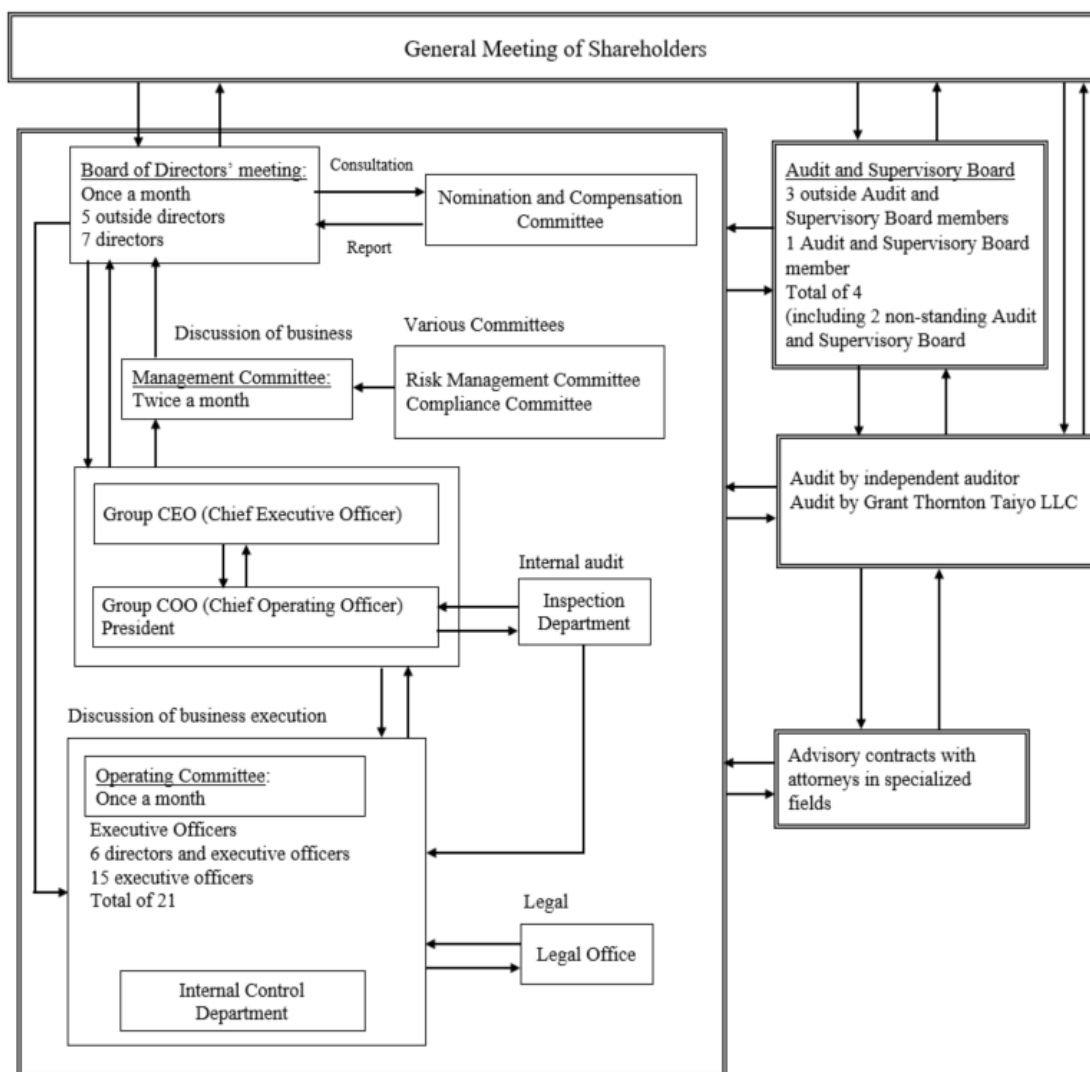 General Meeting of Shareholders
Board of Directors' meeting:
Once a month
5 outside directors
7 directors
Consultation
Report
Nomination and Compensation
Committee
Audit and Supervisory Board
3 outside Audit and
Supervisory Board members
1 Audit and Supervisory Board
member
Total of 4
(including 2 non-standing Audit
and Supervisory Board
Discussion of business
Management Committee:
Twice a month
Various Committees
Risk Management Committee
Compliance Committee
Audit by independent auditor
Audit by Grant Thornton Taiyo LLC
Group CEO (Chief Executive Officer)
Group COO (Chief Operating Officer)
President
Internal audit
Inspection
Department
Discussion of business execution
Operating Committee:
Once a month
Executive Officers
6 directors and executive officers
15 executive officers
Total of 21
Advisory contracts with
attorneys in specialized
fields
Legal
Legal Office
Internal Control
Department